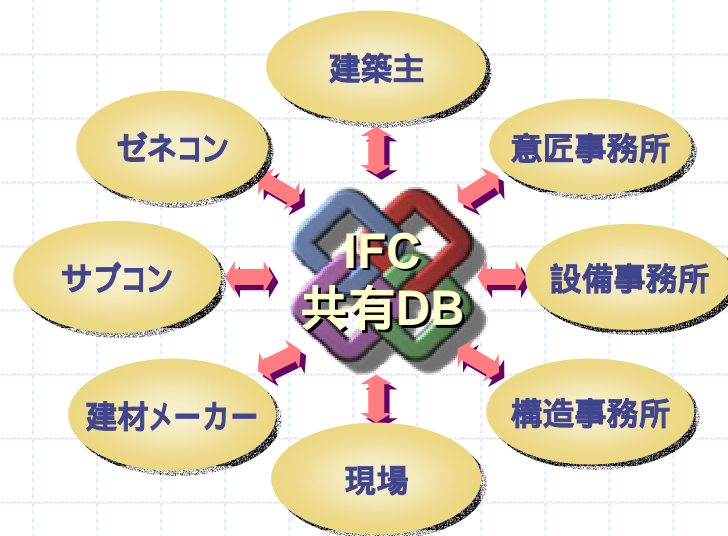 建築主
ゼネコン
意匠事務所
IFC
共有DB
サブコン
設備事務所
建材メーカー
構造事務所
現場